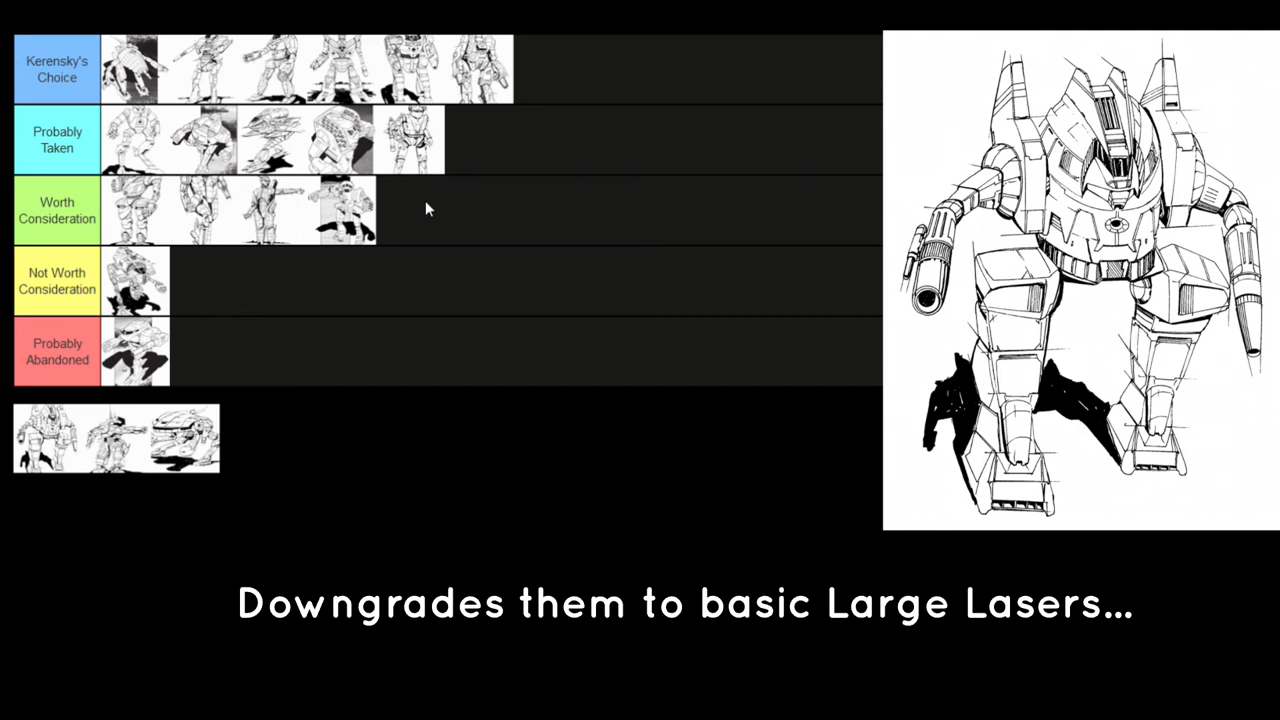 Kerensky's
Choice
Probably
Taken
Worth
Consideration
Not Worth
Consideration
Probably
Abandoned
Downgrades them to basic Large Lasers...